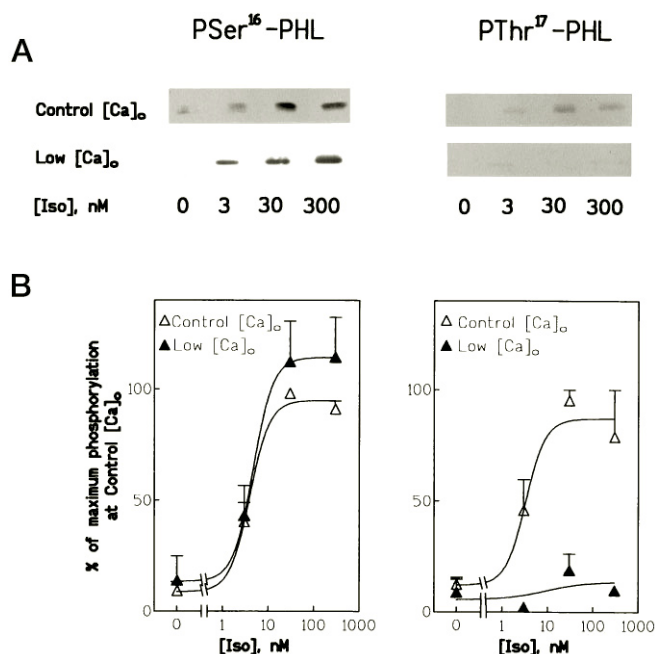 PSer16-PHL
PThr17-PHL
A
Control [Ca]o
Low [Ca]o
[Iso], nM
0 3 30 300
0 3 30 300
B
% of maximum phosphorylation
at Control [Ca]o
100
50
0
△ Control [Ca]o
▲ Low [Ca]o
0 1 10 100 1000
[Iso], nM
100
50
0
△ Control [Ca]o
▲ Low [Ca]o
0 1 10 100 1000
[Iso], nM